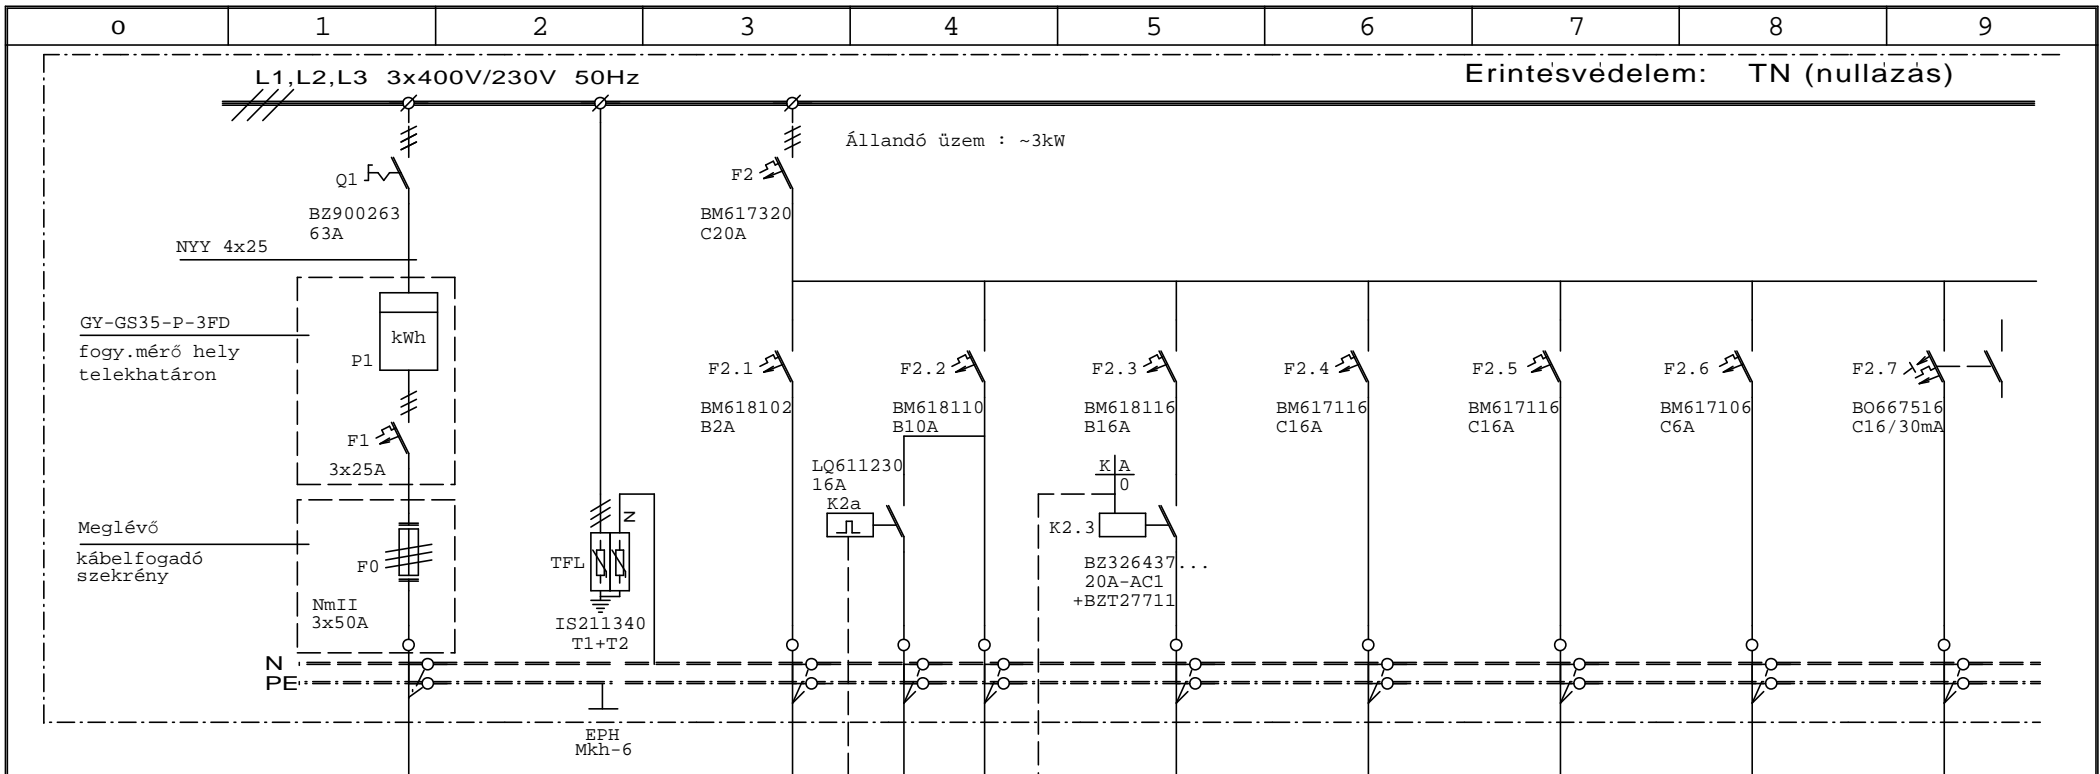 0 1 2 3 4 5 6 7 8 9
L1,L2,L3 3x400V/230V 50Hz
Érintésvédelem: TN (nullázás)
Állandó üzem : ~3kW
Q1
BZ900263
63A
F2
BM617320
C20A
NYY 4x25
GY-GS35-P-3FD
fogy.mérő hely
telekhatáron
kWh
P1
F1
3x25A
Meglévő
kábelfogadó
szekrény
F0
NmII
3x50A
N
TFL
IS211340
T1+T2
F2.1
BM618102
B2A
F2.2
BM618110
B10A
LQ611230
16A
K2a
F2.3
BM618116
B16A
K A
0
K2.3
BZ326437...
20A-AC1
+BZT27711
F2.4
BM617116
C16A
F2.5
BM617116
C16A
F2.6
BM617106
C6A
F2.7
BO667516
C16/30mA
N
PE
EPH
Mkh-6